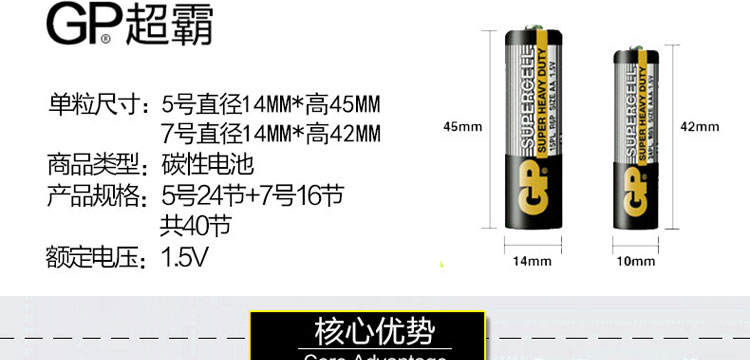 GP®超霸
单粒尺寸： 5号直径14MM*高45MM
7号直径14MM*高42MM
商品类型： 碳性电池
产品规格： 5号24节+7号16节
共40节
额定电压： 1.5V
45mm
GP SUPERCELL
SUPER HEAVY DUTY
15PL R6P SIZE AA 1.5V
14mm
GP SUPERCELL
SUPER HEAVY DUTY
SIZE AAA 1.5V
42mm
10mm
核心优势
Core Advantage